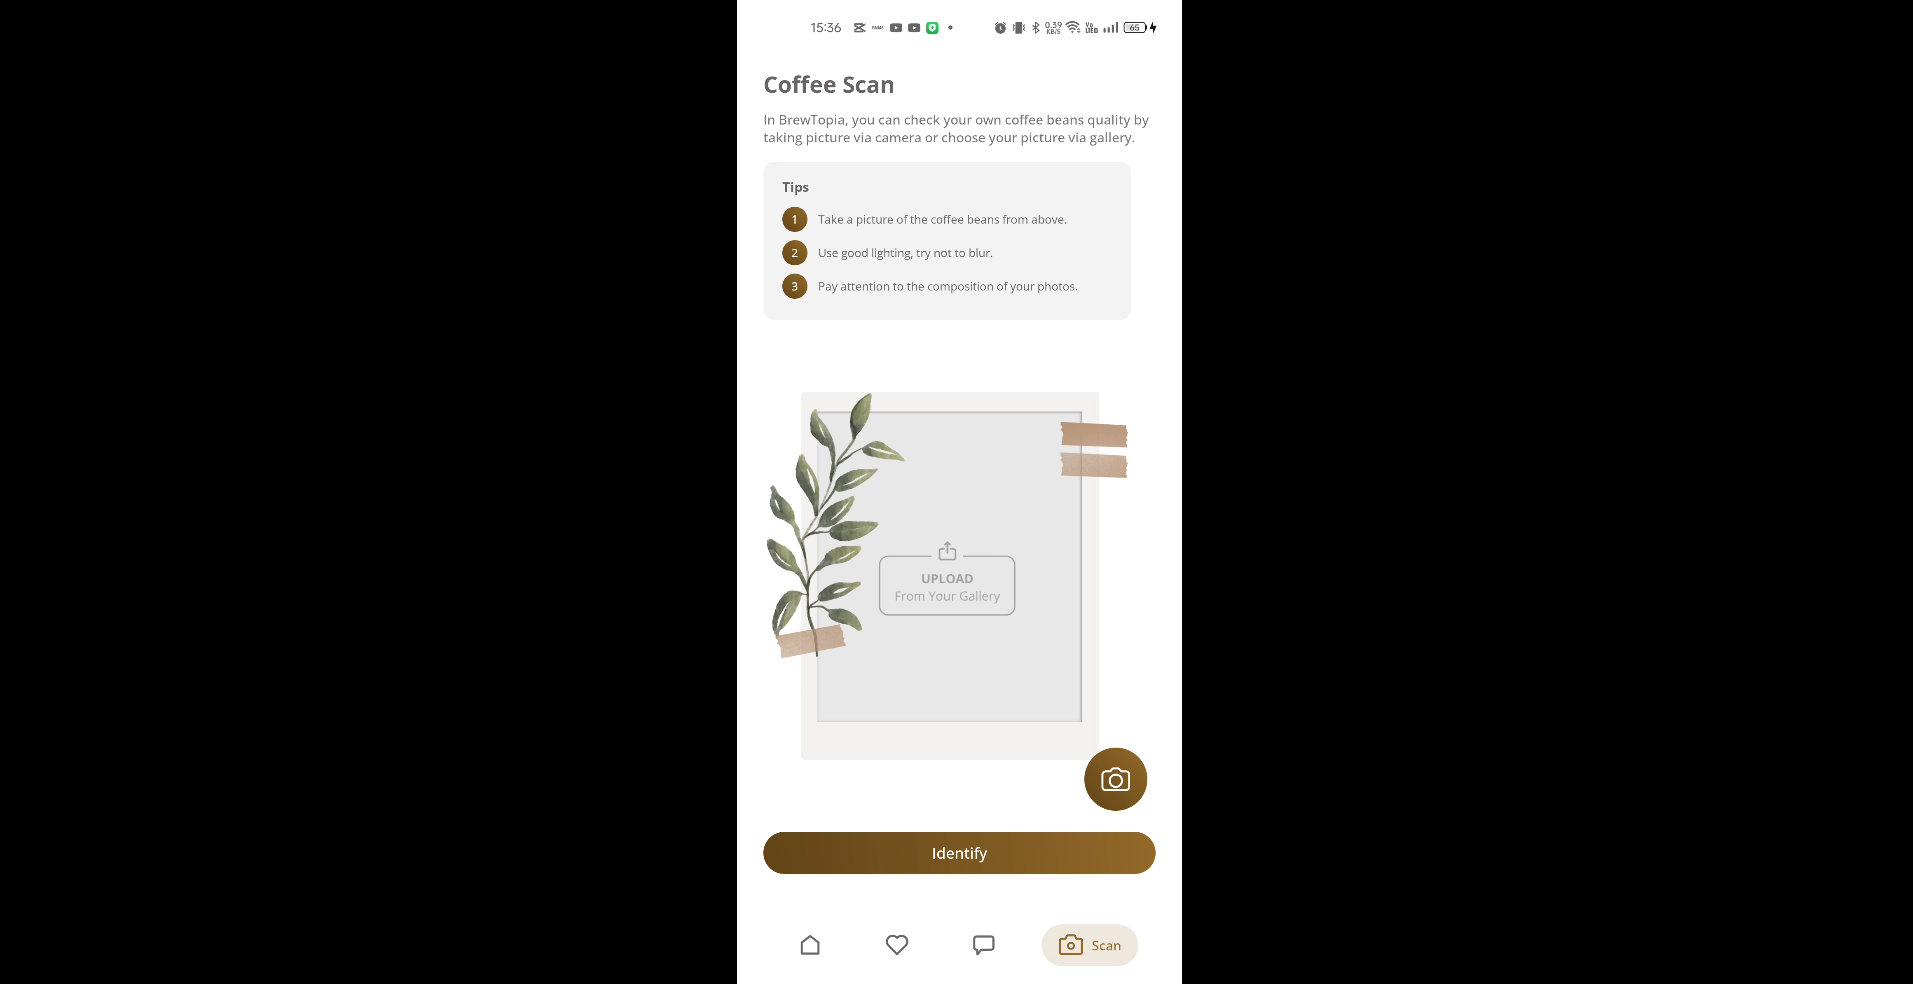 15:36
0.39
KB/S
65
Coffee Scan
In BrewTopia, you can check your own coffee beans quality by
taking picture via camera or choose your picture via gallery.
Tips
1 Take a picture of the coffee beans from above.
2 Use good lighting, try not to blur.
3 Pay attention to the composition of your photos.
UPLOAD
From Your Gallery
Identify
Scan